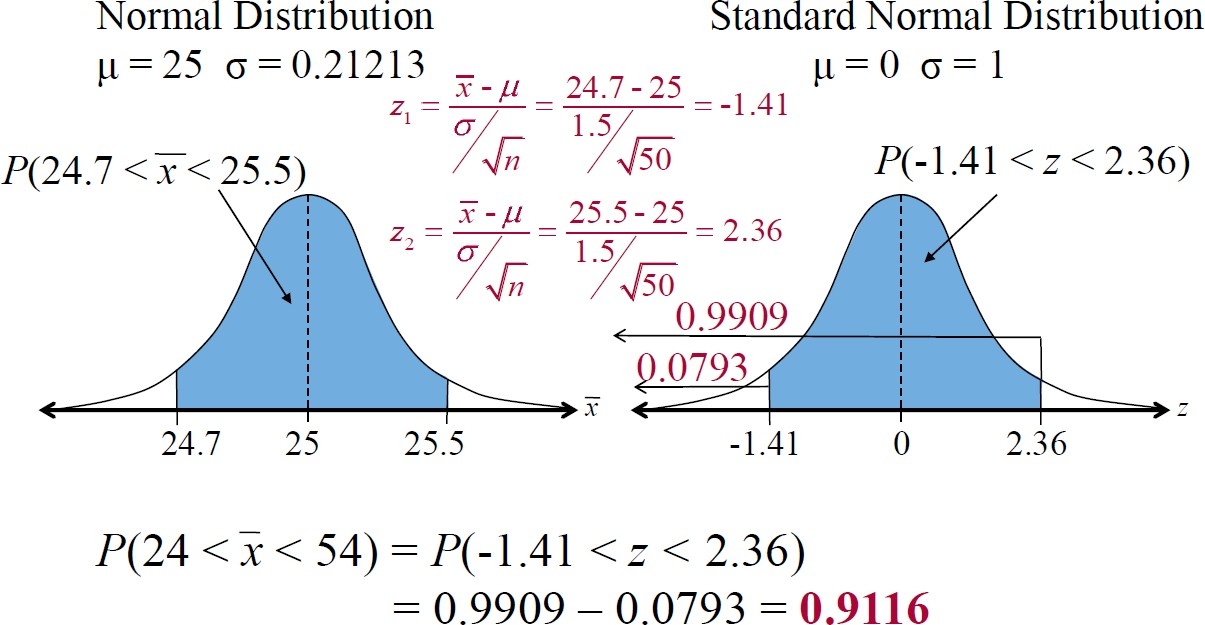 Normal Distribution
μ = 25 σ = 0.21213
Standard Normal Distribution
μ = 0 σ = 1
z₁ = (x̅ - μ)/(σ/√n) = (24.7 - 25)/(1.5/√50) = -1.41
P(24.7 < x̅ < 25.5)
P(-1.41 < z < 2.36)
z₂ = (x̅ - μ)/(σ/√n) = (25.5 - 25)/(1.5/√50) = 2.36
0.9909
0.0793
x̅
z
24.7 25 25.5
-1.41 0 2.36
P(24 < x̅ < 54) = P(-1.41 < z < 2.36)
= 0.9909 – 0.0793 = 0.9116